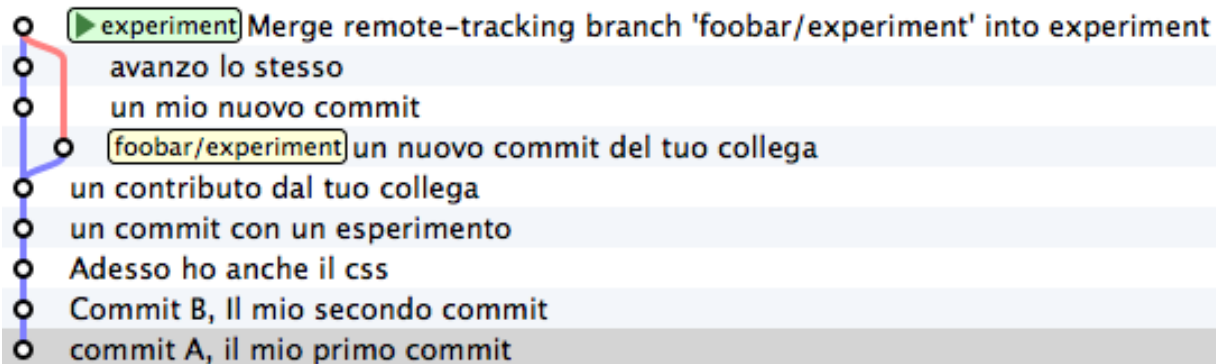 experiment Merge remote-tracking branch 'foobar/experiment' into experiment
avanzo lo stesso
un mio nuovo commit
foobar/experiment un nuovo commit del tuo collega
un contributo dal tuo collega
un commit con un esperimento
Adesso ho anche il css
Commit B, Il mio secondo commit
commit A, il mio primo commit